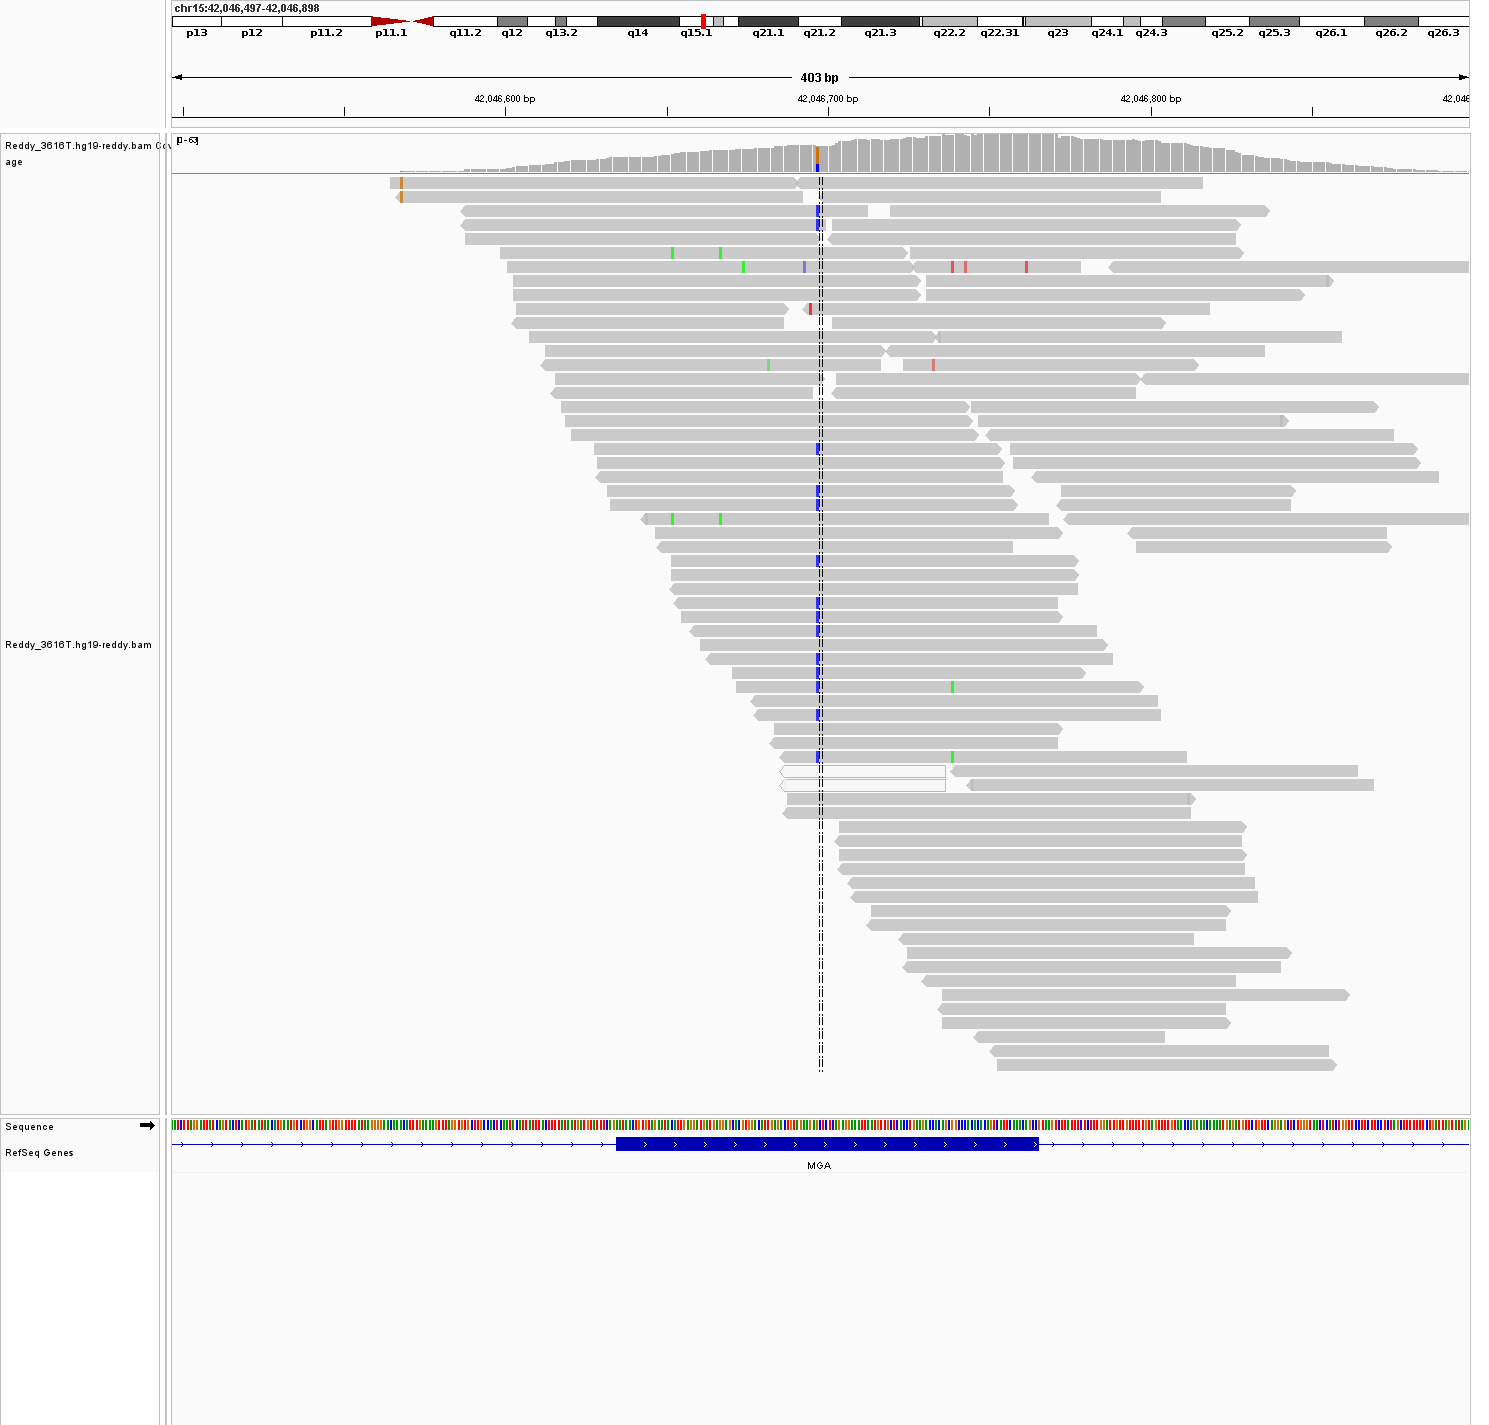 chr15:42,046,497-42,046,898
p13 p12 p11.2 p11.1 q11.2 q12 q13.2 q14 q15.1 q21.1 q21.2 q21.3 q22.2 q22.31 q23 q24.1 q24.3 q25.2 q25.3 q26.1 q26.2 q26.3
403 bp
42,046,600 bp 42,046,700 bp 42,046,800 bp 42,046
Reddy_3616T.hg19-reddy.bam Cov
age
[0-63]
Reddy_3616T.hg19-reddy.bam
Sequence
RefSeq Genes
MGA